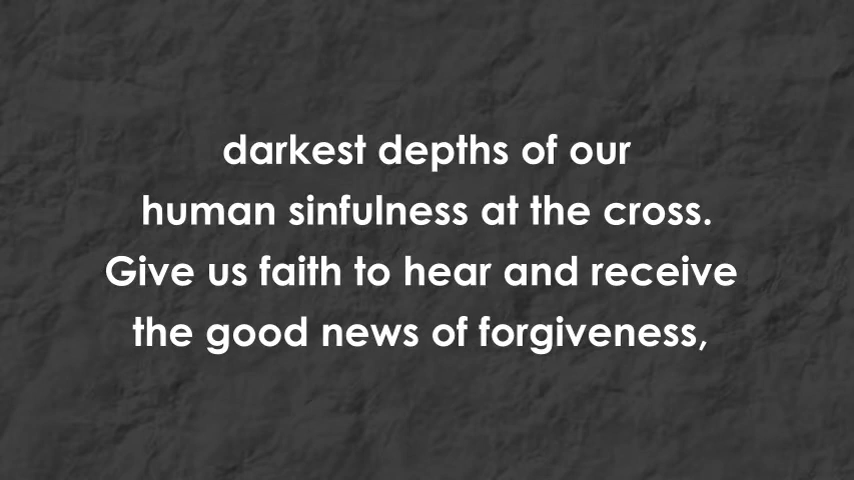 darkest depths of our
human sinfulness at the cross.
Give us faith to hear and receive
the good news of forgiveness,